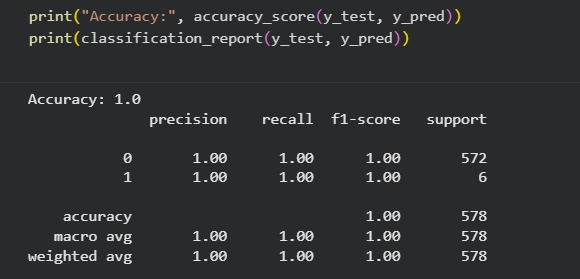 print("Accuracy:", accuracy_score(y_test, y_pred))
print(classification_report(y_test, y_pred))
Accuracy: 1.0
precision recall f1-score support
0 1.00 1.00 1.00 572
1 1.00 1.00 1.00 6
accuracy 1.00 578
macro avg 1.00 1.00 1.00 578
weighted avg 1.00 1.00 1.00 578